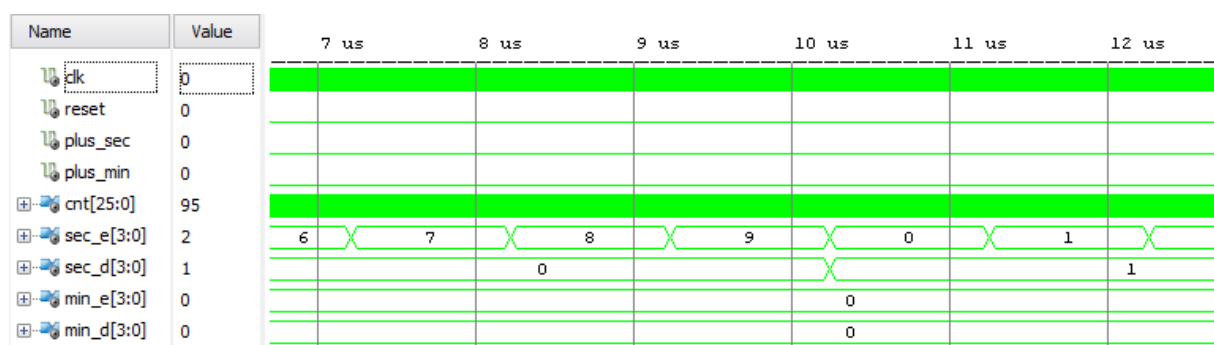 Name Value 7 us 8 us 9 us 10 us 11 us 12 us
clk 0
reset 0
plus_sec 0
plus_min 0
cnt[25:0] 95
sec_e[3:0] 2 6 7 8 9 0 1
sec_d[3:0] 1 0 1
min_e[3:0] 0 0
min_d[3:0] 0 0